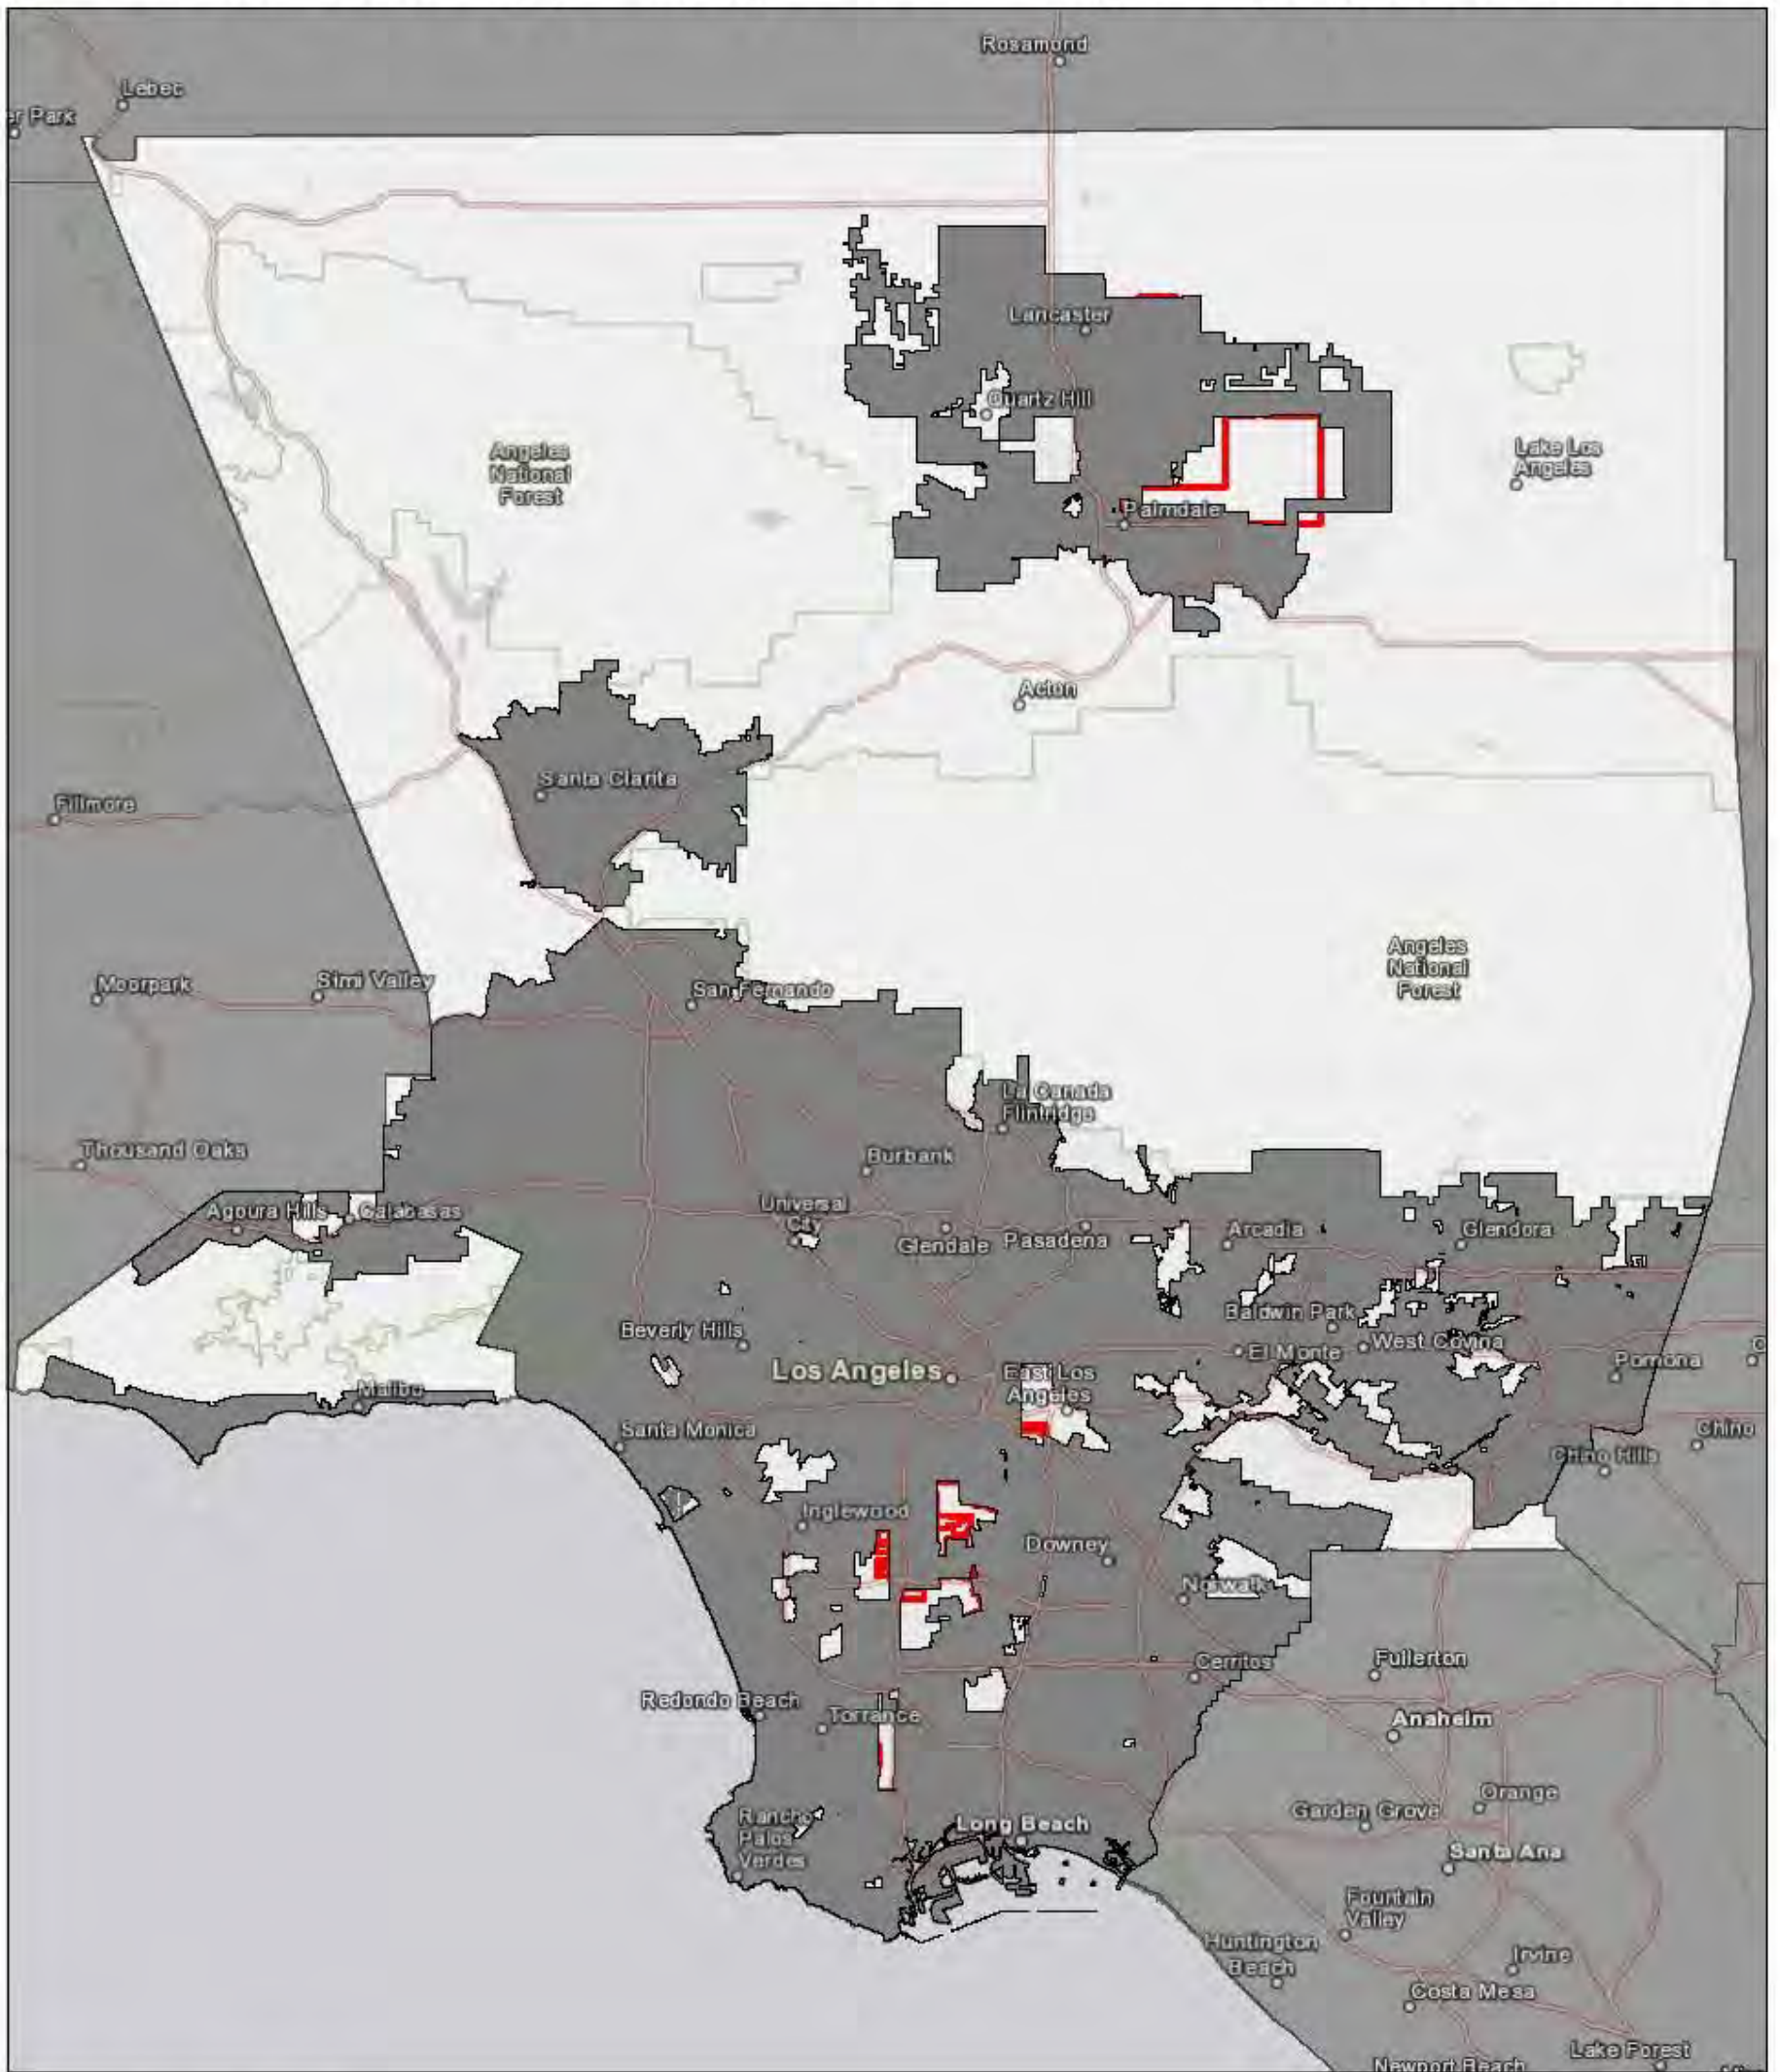 Rosamond
Lebec
er Park
Lancaster
Quartz Hill
Angeles
National
Forest
Lake Los
Angeles
Palmdale
Acton
Santa Clarita
Fillmore
Angeles
National
Forest
Moorpark
Simi Valley
San Fernando
La Canada
Flintridge
Thousand Oaks
Burbank
Agoura Hills
Calabasas
Universal
City
Glendale
Pasadena
Arcadia
Glendora
Baldwin Park
Beverly Hills
El Monte
West Covina
Los Angeles
East Los
Angeles
Pomona
Malibu
Santa Monica
Chino
Chino Hills
Inglewood
Downey
Norwalk
Cerritos
Fullerton
Redondo Beach
Torrance
Anaheim
Orange
Rancho
Palos
Verdes
Long Beach
Garden Grove
Santa Ana
Fountain
Valley
Huntington
Beach
Irvine
Costa Mesa
Lake Forest
Newport Beach